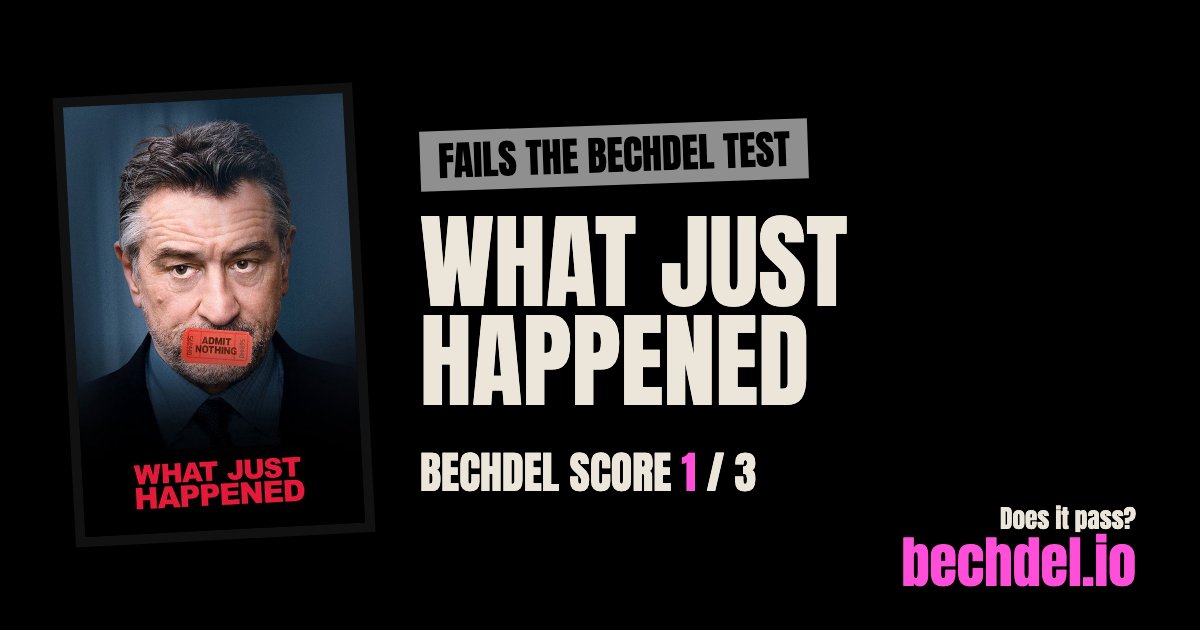 ADMIT
NOTHING
WHAT JUST
HAPPENED
FAILS THE BECHDEL TEST
WHAT JUST
HAPPENED
BECHDEL SCORE 1 / 3
Does it pass?
bechdel.io